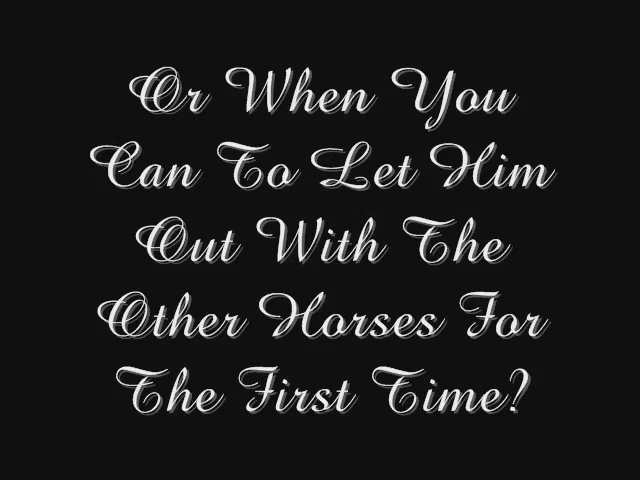 Or When You
Can To Let Him
Out With The
Other Horses For
The First Time?